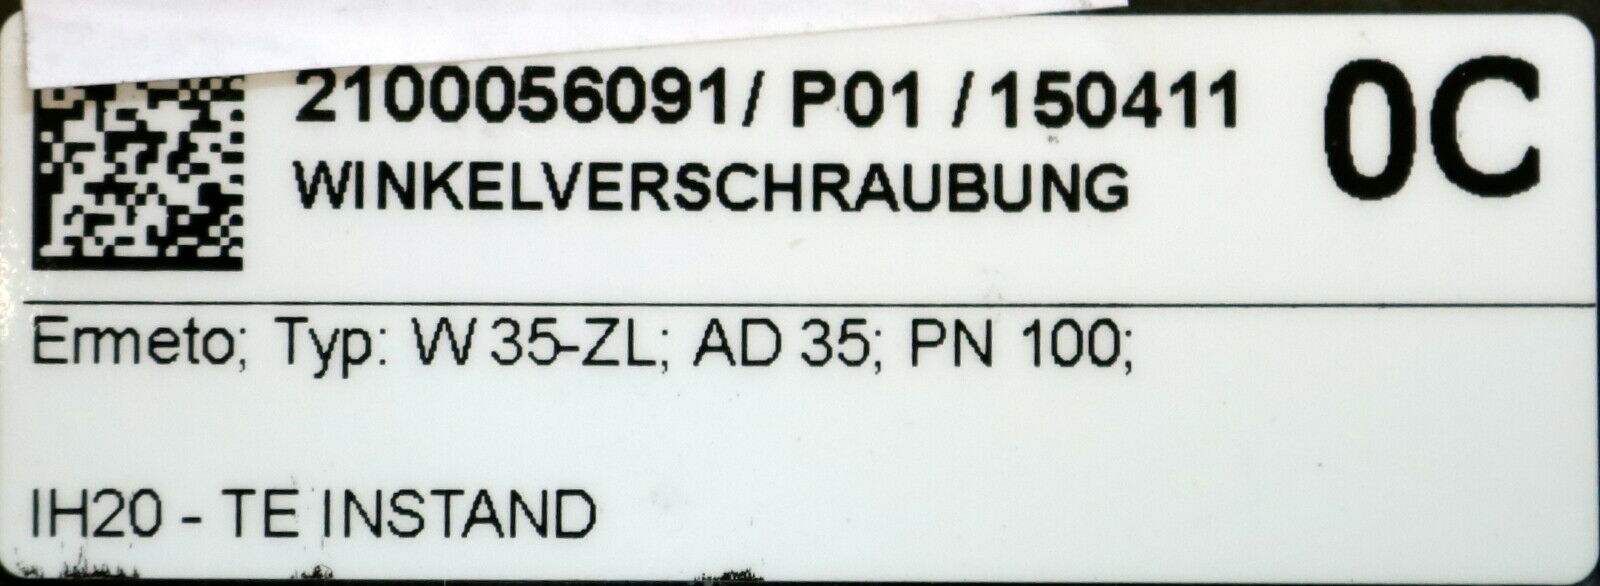 2100056091/ P01 / 150411 0C
WINKELVERSCHRAUBUNG
Ermeto; Typ: W 35-ZL; AD 35; PN 100;
IH20 - TE INSTAND